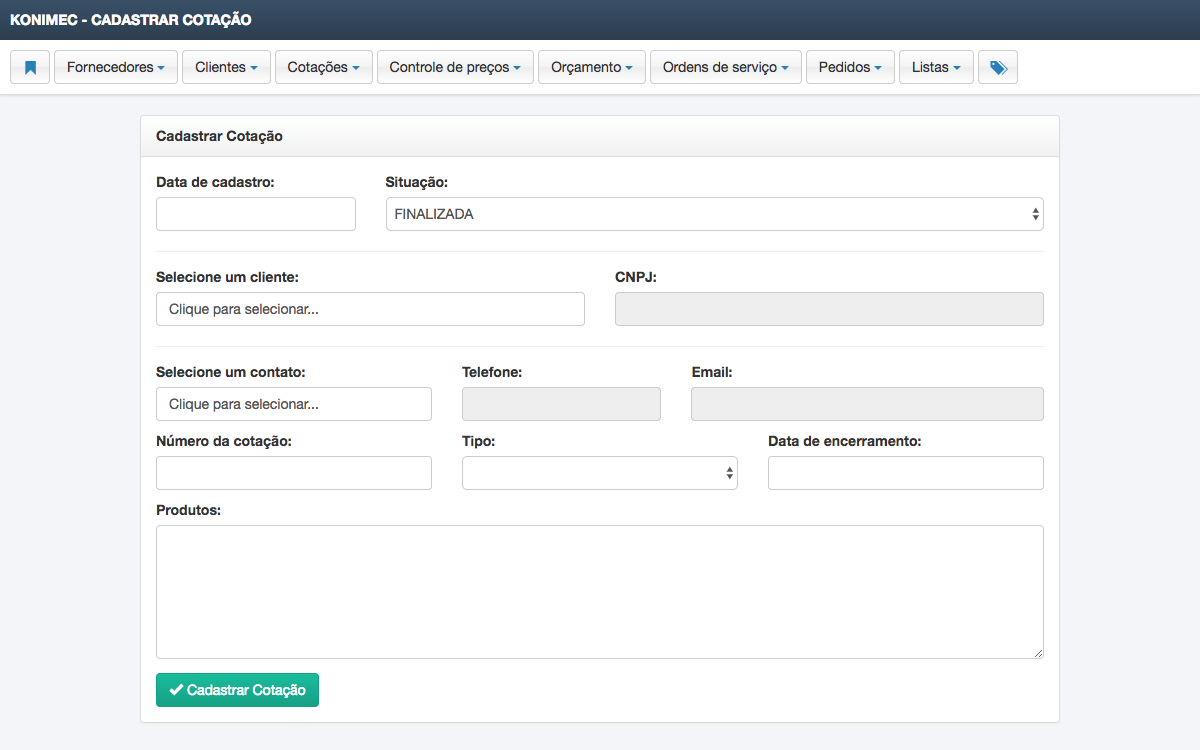 KONIMEC - CADASTRAR COTAÇÃO
Fornecedores Clientes Cotações Controle de preços Orçamento Ordens de serviço Pedidos Listas
Cadastrar Cotação
Data de cadastro: Situação:
FINALIZADA
Selecione um cliente: CNPJ:
Clique para selecionar...
Selecione um contato: Telefone: Email:
Clique para selecionar...
Número da cotação: Tipo: Data de encerramento:
Produtos:
Cadastrar Cotação